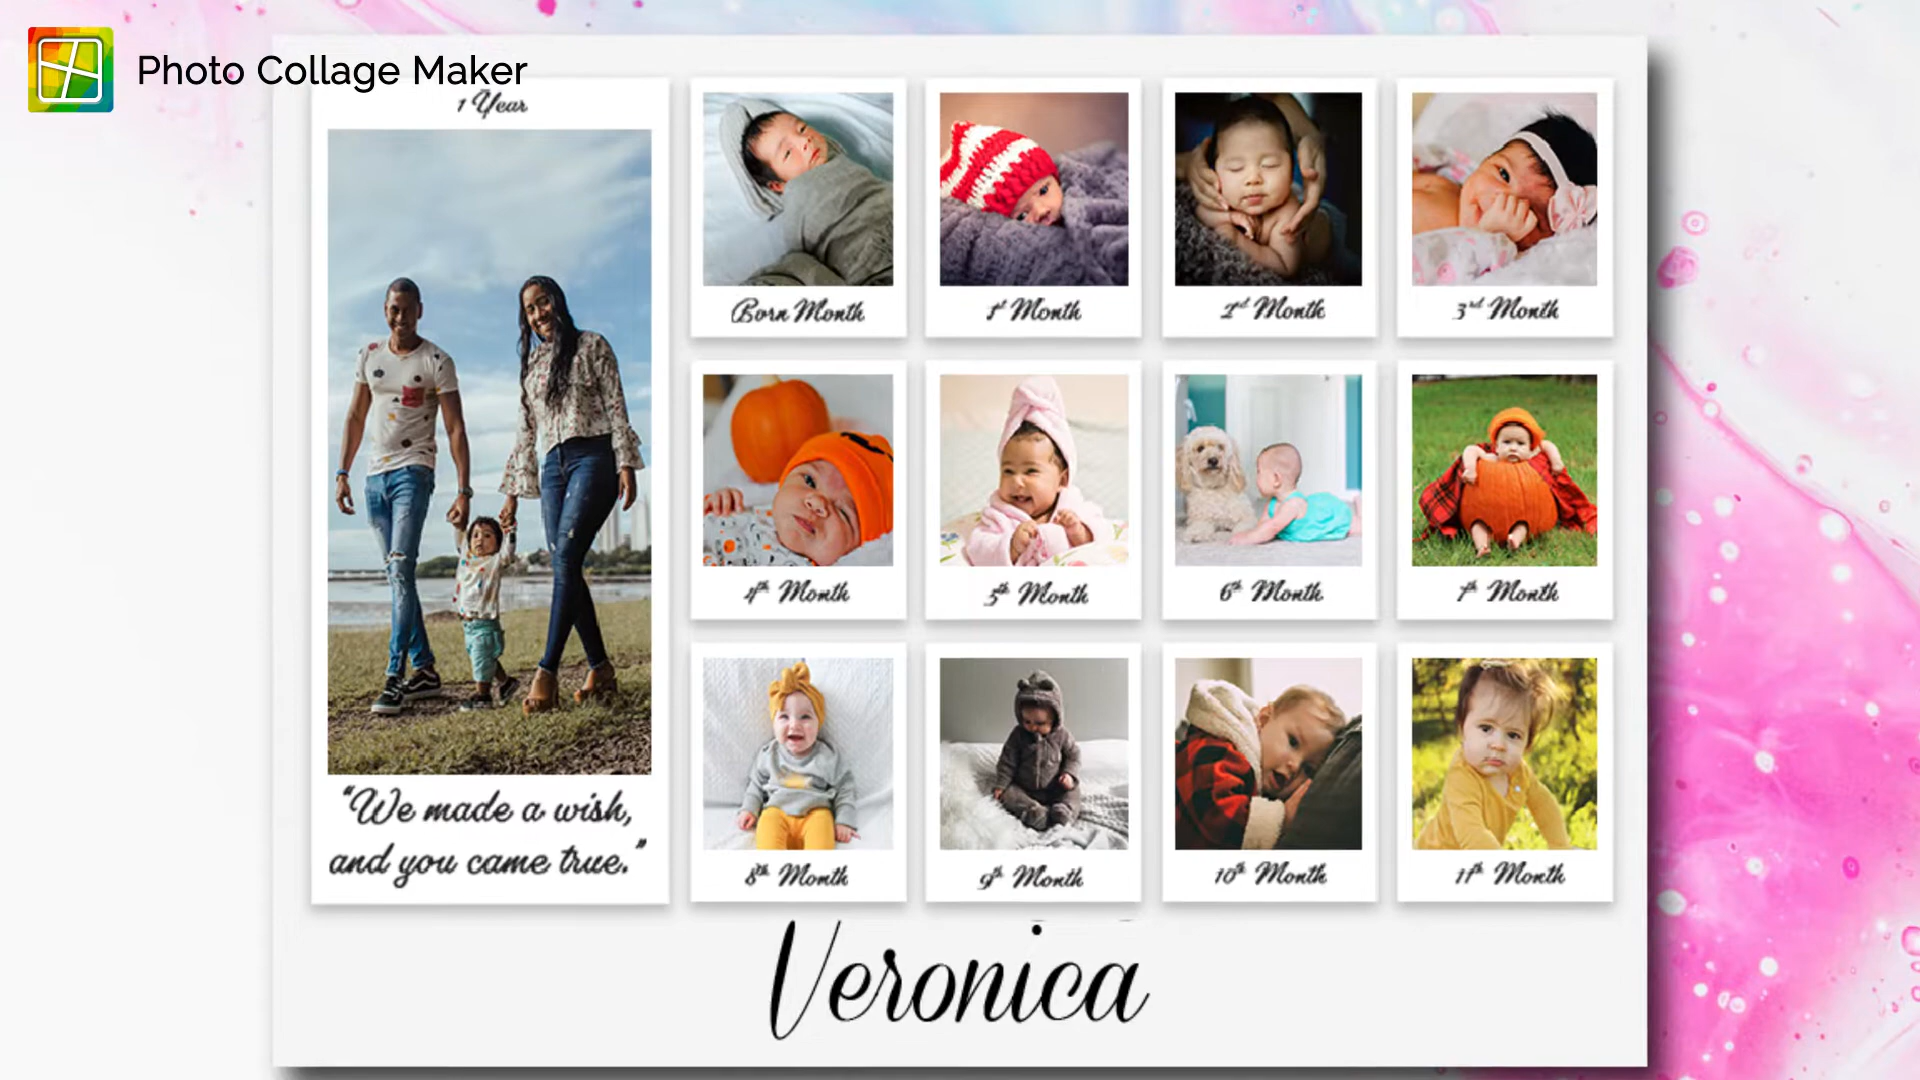 Photo Collage Maker
1 Year
"We made a wish,
and you came true."
Born Month
1st Month
2nd Month
3rd Month
4th Month
5th Month
6th Month
7th Month
8th Month
9th Month
10th Month
11th Month
Veronica